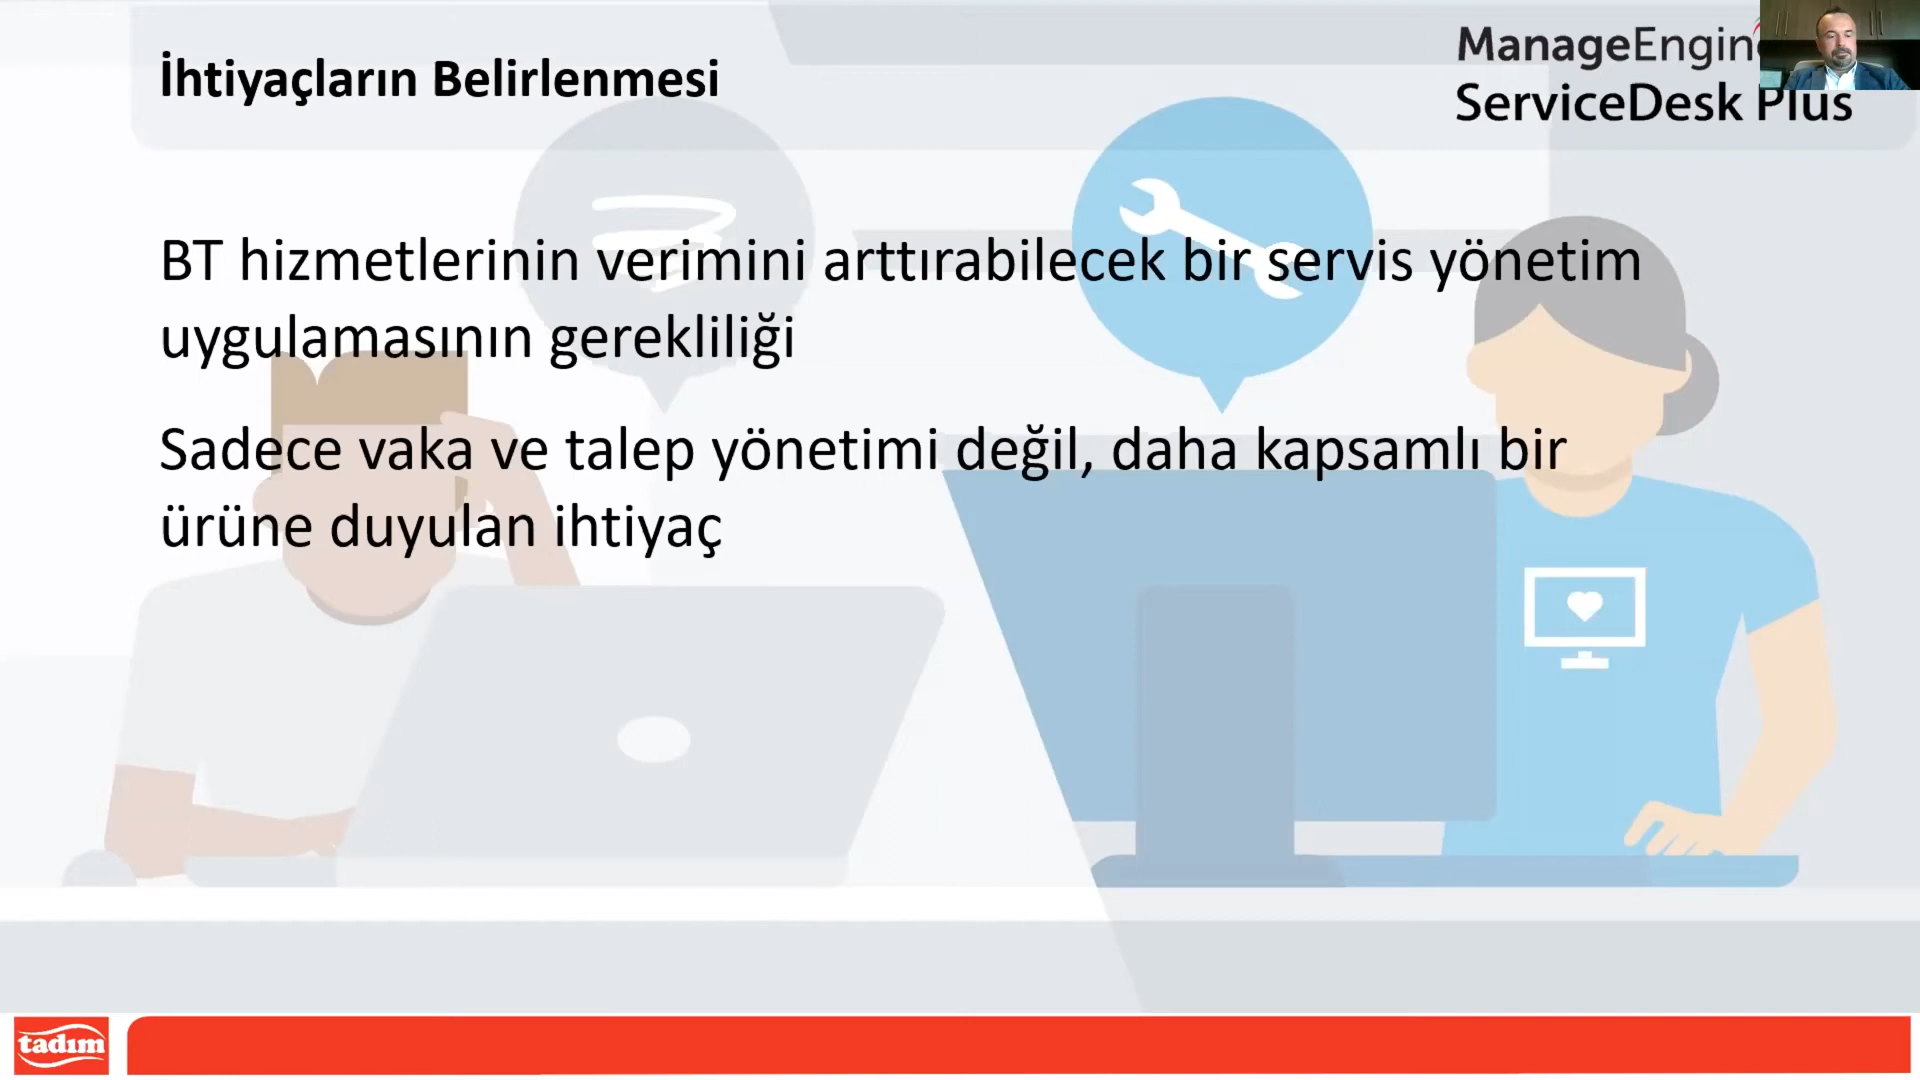 İhtiyaçların Belirlenmesi
ManageEngin
ServiceDesk Plus
BT hizmetlerinin verimini arttırabilecek bir servis yönetim
uygulamasının gerekliliği
Sadece vaka ve talep yönetimi değil, daha kapsamlı bir
ürüne duyulan ihtiyaç
tadım